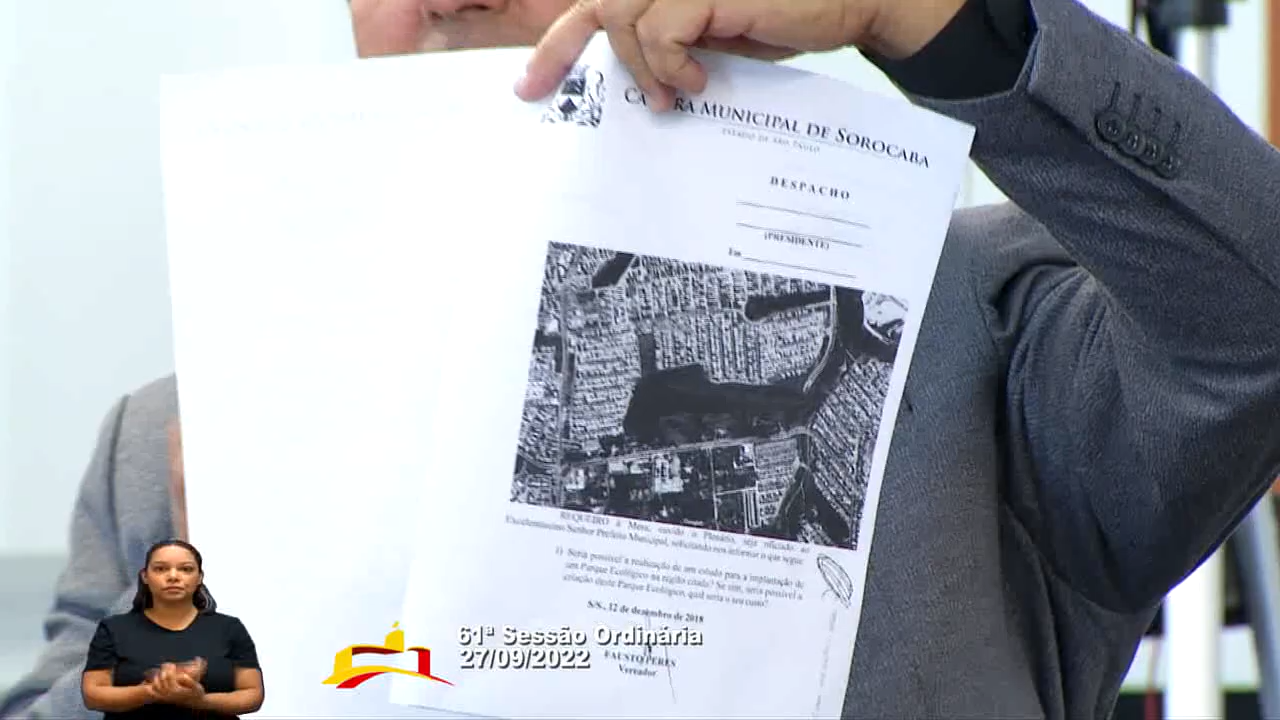 CÂMARA MUNICIPAL DE SOROCABA
ESTADO DE SÃO PAULO
DESPACHO
(PRESIDENTE)
Em
REQUEIRO à Mesa, ouvido o Plenário, seja oficiado ao
Excelentíssimo Senhor Prefeito Municipal, solicitando nos informar o que segue
1) Seria possível a realização de um estudo para a implantação de
um Parque Ecológico na região citada? Se sim, seria possível a
criação deste Parque Ecológico, qual seria o seu custo?
S/S., 12 de dezembro de 2018
FAUSTO PERES
Vereador
61ª Sessão Ordinária
27/09/2022